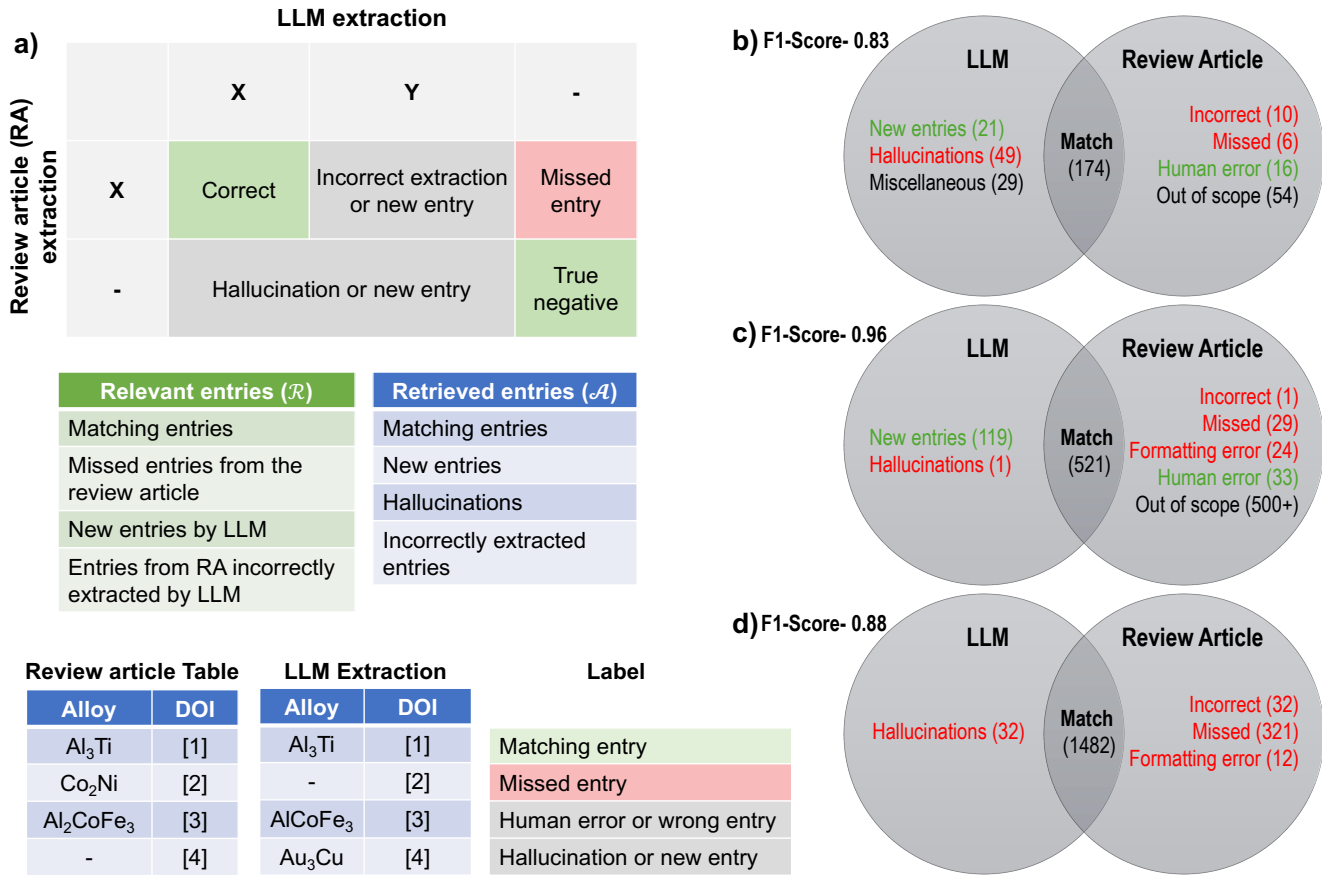 a)
LLM extraction
Review article (RA)
extraction
X
Y
-
X
Correct
Incorrect extraction
or new entry
Missed
entry
-
Hallucination or new entry
True
negative
Relevant entries (ℛ)
Matching entries
Missed entries from the
review article
New entries by LLM
Entries from RA incorrectly
extracted by LLM
Retrieved entries (𝒜)
Matching entries
New entries
Hallucinations
Incorrectly extracted
entries
Review article Table
Alloy DOI
Al₃Ti [1]
Co₂Ni [2]
Al₂CoFe₃ [3]
- [4]
LLM Extraction
Alloy DOI
Al₃Ti [1]
- [2]
AlCoFe₃ [3]
Au₃Cu [4]
Label
Matching entry
Missed entry
Human error or wrong entry
Hallucination or new entry
b) F1-Score- 0.83
LLM
New entries (21)
Hallucinations (49)
Miscellaneous (29)
Match
(174)
Review Article
Incorrect (10)
Missed (6)
Human error (16)
Out of scope (54)
c) F1-Score- 0.96
LLM
New entries (119)
Hallucinations (1)
Match
(521)
Review Article
Incorrect (1)
Missed (29)
Formatting error (24)
Human error (33)
Out of scope (500+)
d) F1-Score- 0.88
LLM
Hallucinations (32)
Match
(1482)
Review Article
Incorrect (32)
Missed (321)
Formatting error (12)